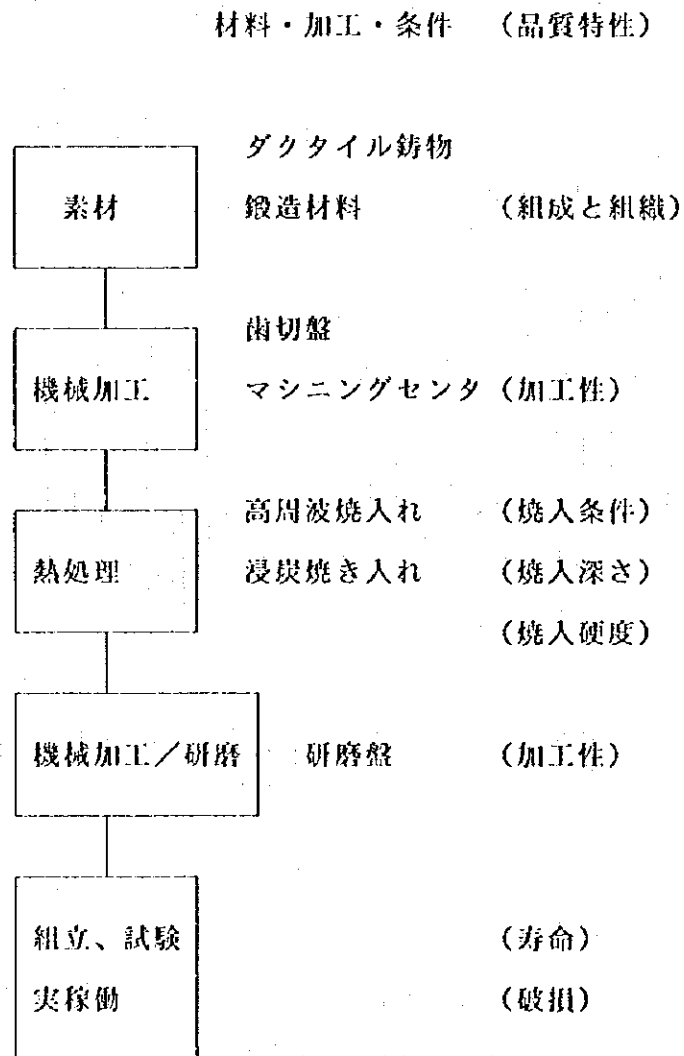 材料・加工・条件 （品質特性）
ダクタイル鋳物
素材 鍛造材料 （組成と組織）
歯切盤
機械加工 マシニングセンタ （加工性）
高周波焼入れ （焼入条件）
熱処理 浸炭焼き入れ （焼入深さ）
（焼入硬度）
機械加工／研磨 研磨盤 （加工性）
組立、試験 （寿命）
実稼働 （破損）